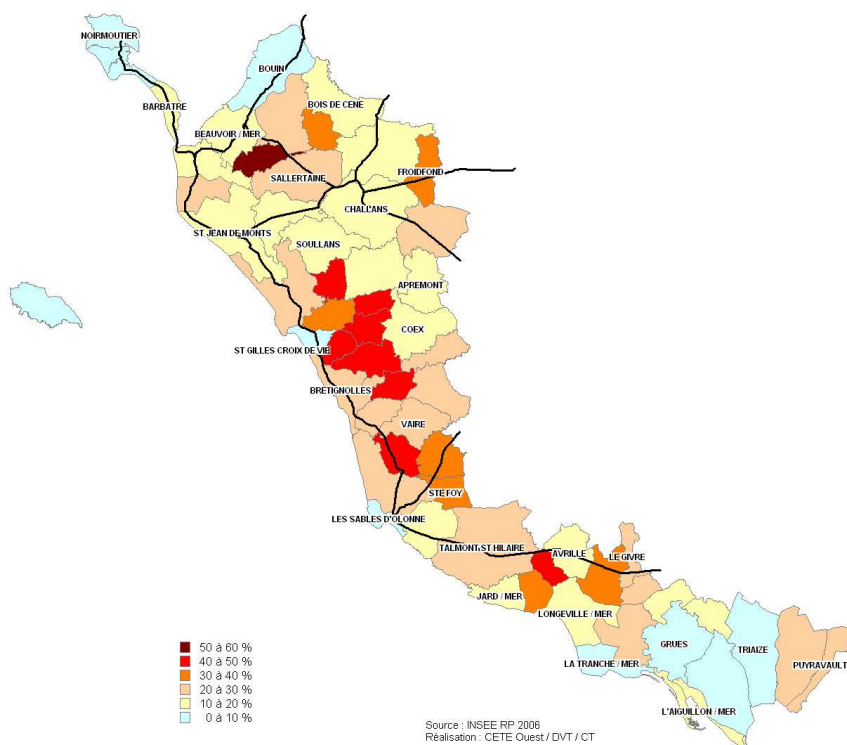 NOIRMOUTIER
BOUIN
BARBATRE
BOIS DE CENE
BEAUVOIR / MER
SALLERTAINE
FROIDFOND
CHALLANS
ST JEAN DE MONTS
SOULLANS
APREMONT
COEX
ST GILLES CROIX DE VIE
BRETIGNOLLES
VAIRE
STE FOY
LES SABLES D'OLONNE
TALMONT ST HILAIRE
AVRILLE
LE GIVRE
JARD / MER
LONGEVILLE / MER
GRUES
TRIAIZE
LA TRANCHE / MER
PUYRAVAULT
L'AIGUILLON / MER
50 à 60 %
40 à 50 %
30 à 40 %
20 à 30 %
10 à 20 %
0 à 10 %
Source : INSEE RP 2006
Réalisation : CETE Ouest / DVT / CT